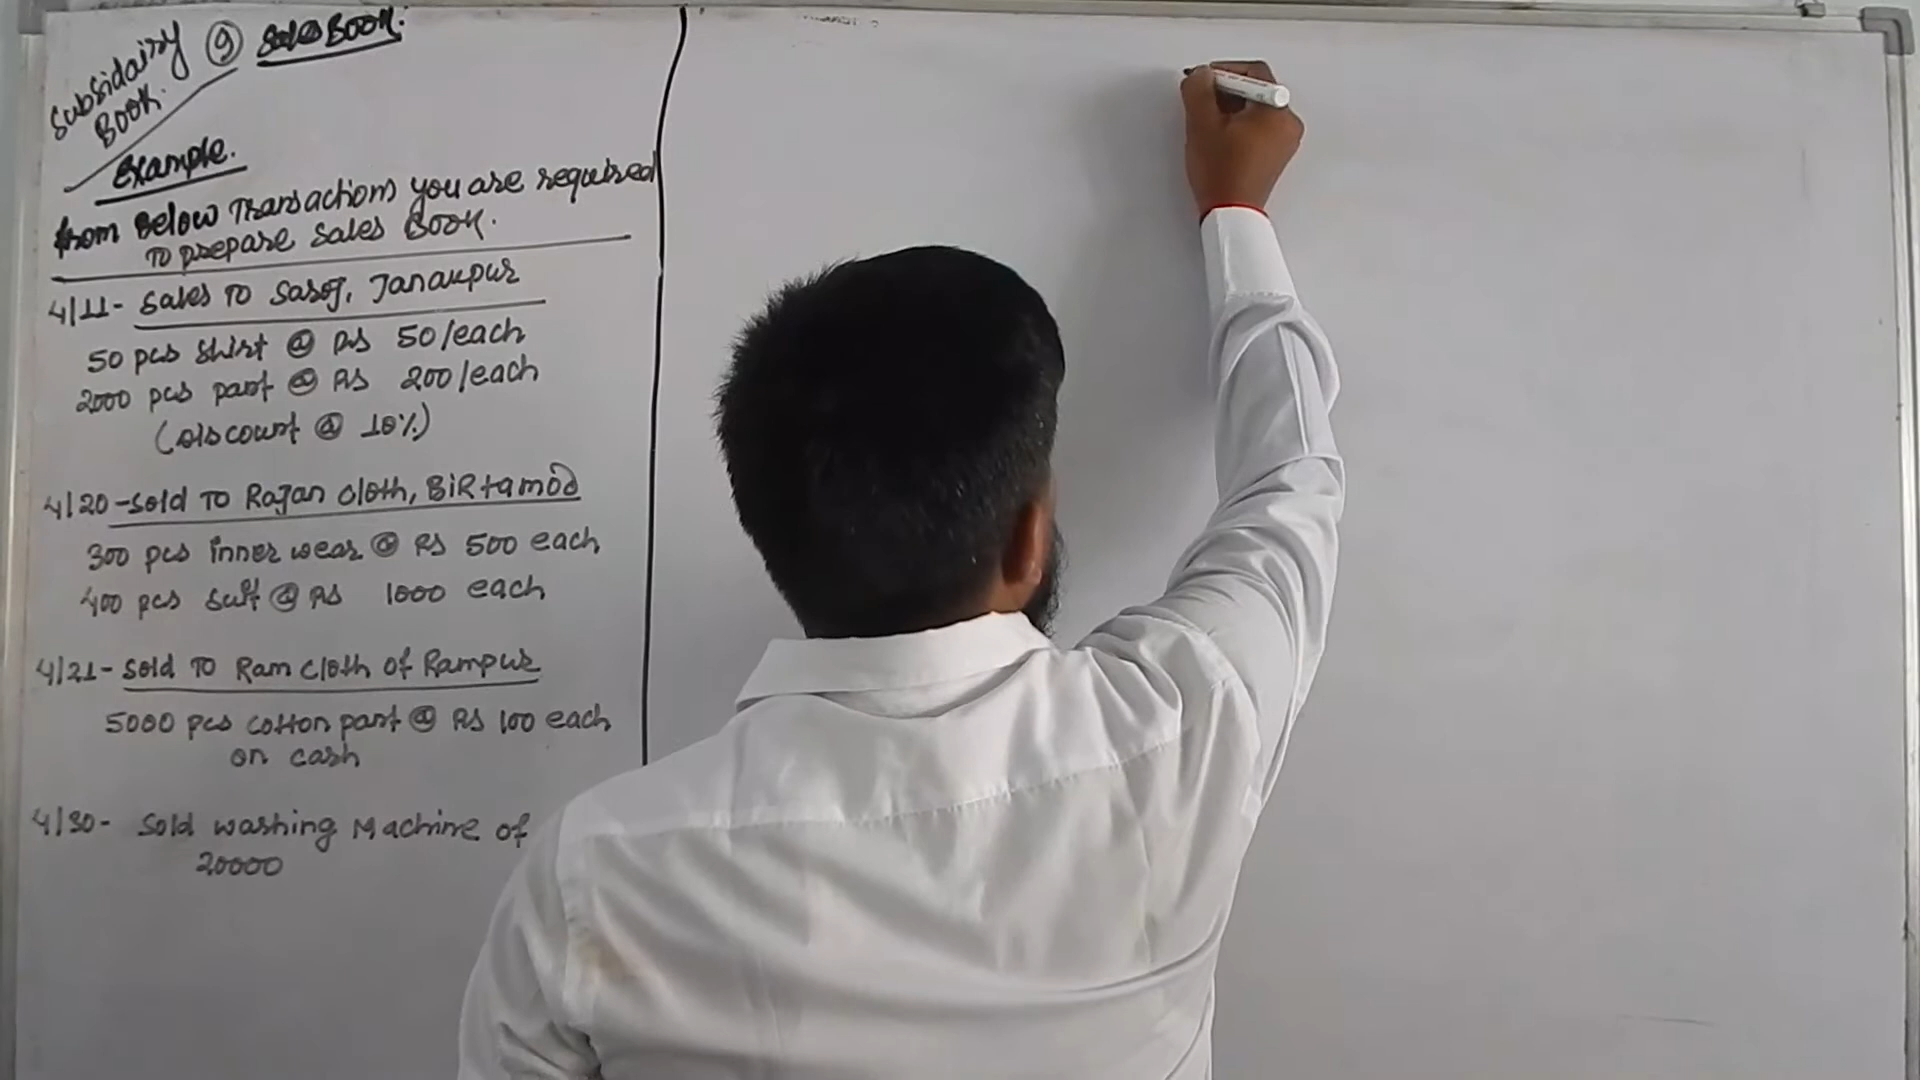 Subsidairy
Book.
9
Sales Book.
Example.
from Below Transactions you are required
To prepare Sales Book.
4/11- Sales To Saroj, Janakpur
50 pcs Shirt @ Rs 50/each
2000 pcs pant @ Rs 200/each
(Discount @ 10%)
4/20-Sold To Rajan Cloth, BiRtamod
300 pcs inner wear @ Rs 500 each
400 pcs Suit @ Rs 1000 each
4/21- Sold To Ram Cloth of Rampur
5000 pcs cotton pant @ Rs 100 each
on cash
4/30- Sold washing Machine of
20000